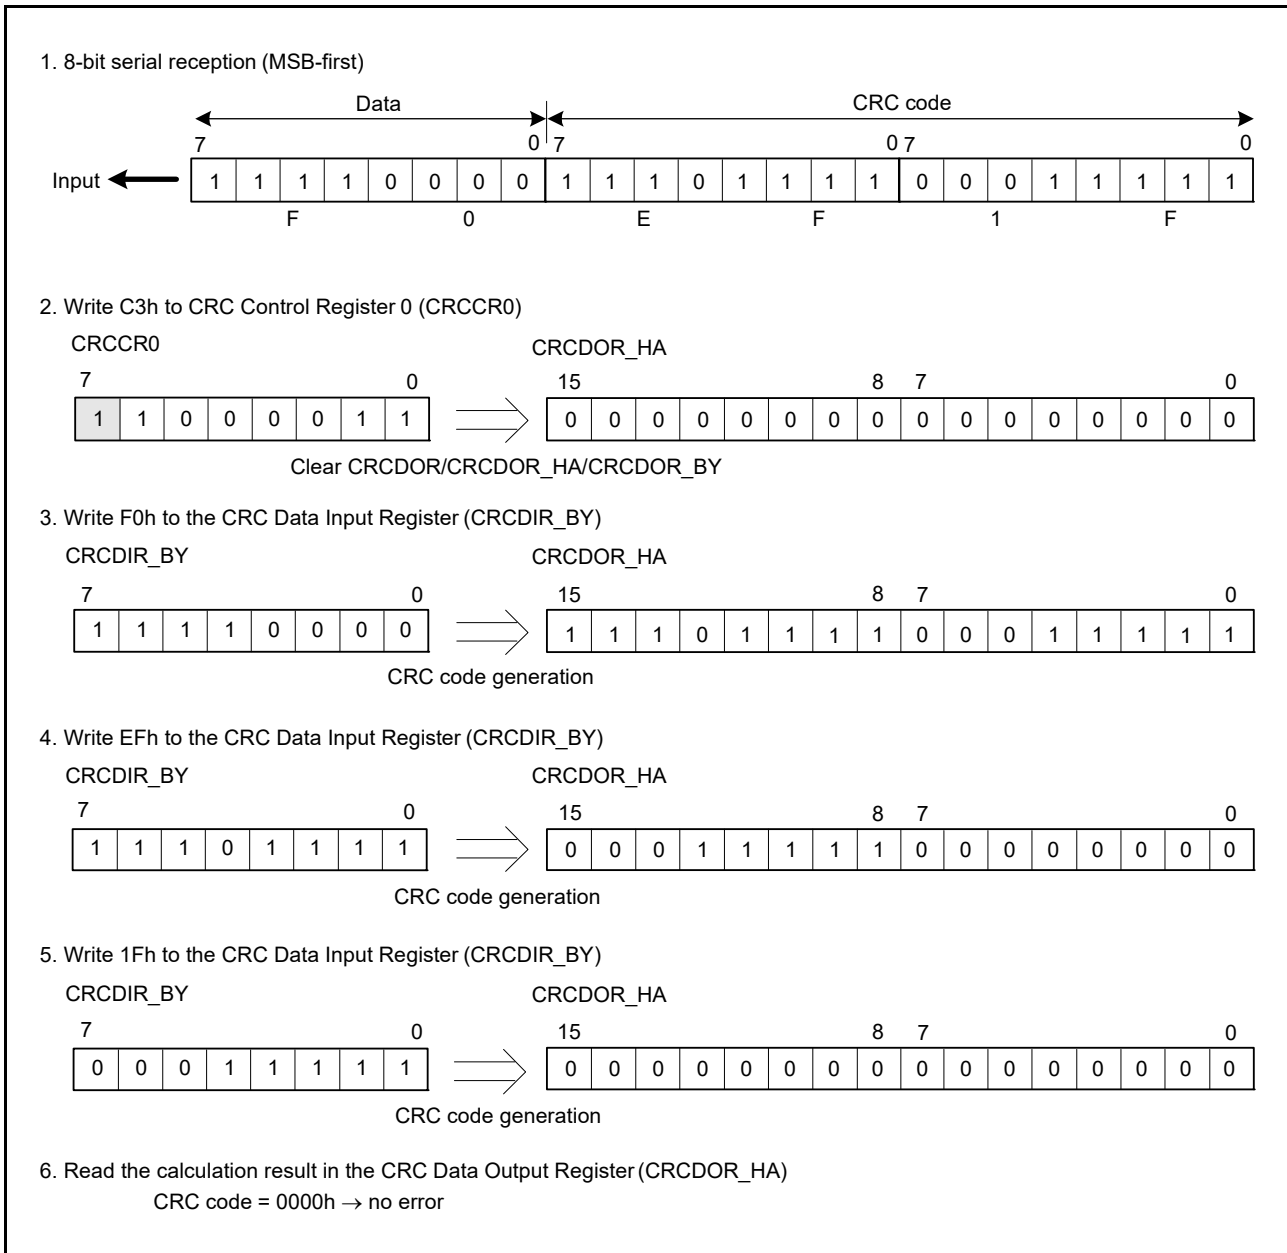 1. 8-bit serial reception (MSB-first)
Data CRC code
7 0 7 0 7 0
Input 1 1 1 1 0 0 0 0 1 1 1 0 1 1 1 1 0 0 0 1 1 1 1 1
F 0 E F 1 F
2. Write C3h to CRC Control Register 0 (CRCCR0)
CRCCR0 CRCDOR_HA
7 0 15 8 7 0
1 1 0 0 0 0 1 1 0 0 0 0 0 0 0 0 0 0 0 0 0 0 0 0
Clear CRCDOR/CRCDOR_HA/CRCDOR_BY
3. Write F0h to the CRC Data Input Register (CRCDIR_BY)
CRCDIR_BY CRCDOR_HA
7 0 15 8 7 0
1 1 1 1 0 0 0 0 1 1 1 0 1 1 1 1 0 0 0 1 1 1 1 1
CRC code generation
4. Write EFh to the CRC Data Input Register (CRCDIR_BY)
CRCDIR_BY CRCDOR_HA
7 0 15 8 7 0
1 1 1 0 1 1 1 1 0 0 0 1 1 1 1 1 0 0 0 0 0 0 0 0
CRC code generation
5. Write 1Fh to the CRC Data Input Register (CRCDIR_BY)
CRCDIR_BY CRCDOR_HA
7 0 15 8 7 0
0 0 0 1 1 1 1 1 0 0 0 0 0 0 0 0 0 0 0 0 0 0 0 0
CRC code generation
6. Read the calculation result in the CRC Data Output Register (CRCDOR_HA)
CRC code = 0000h → no error